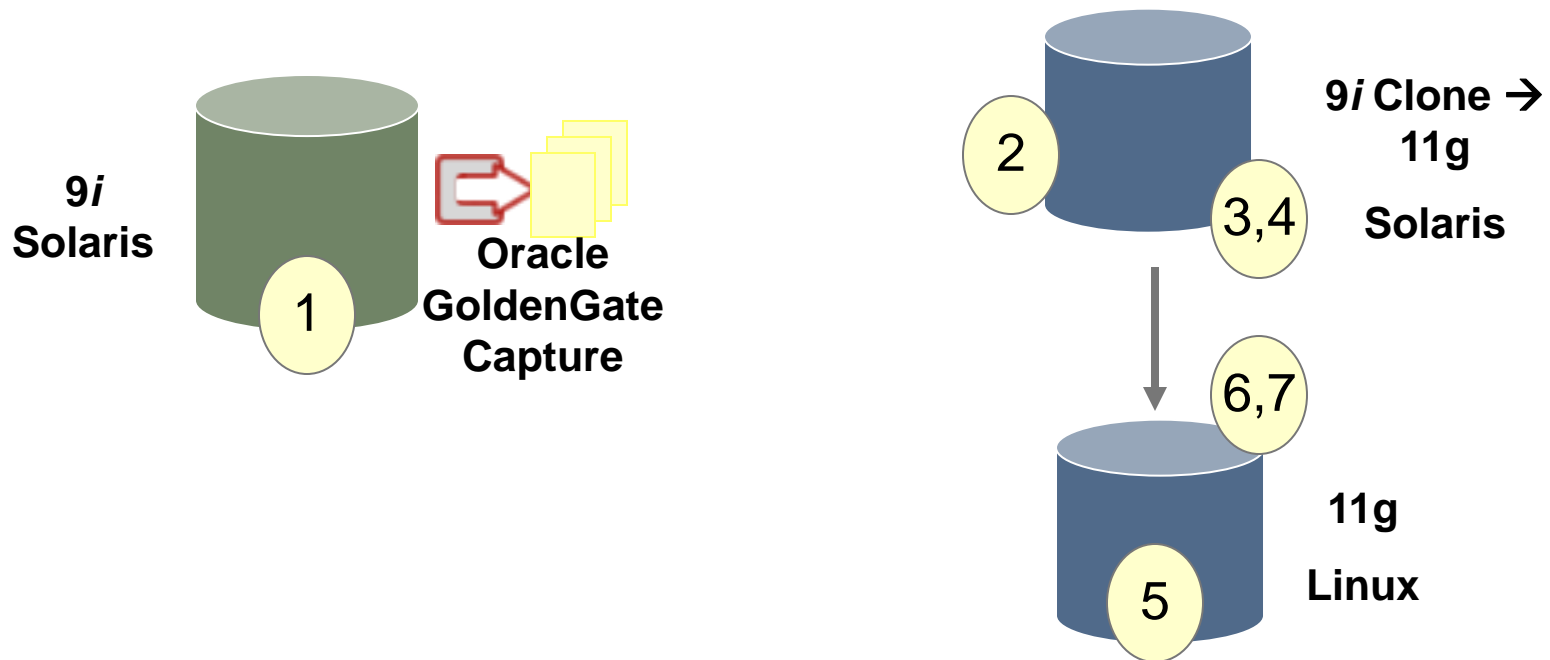 9i
Solaris
1
Oracle
GoldenGate
Capture
2
3,4
9i Clone →
11g
Solaris
6,7
11g
Linux
5